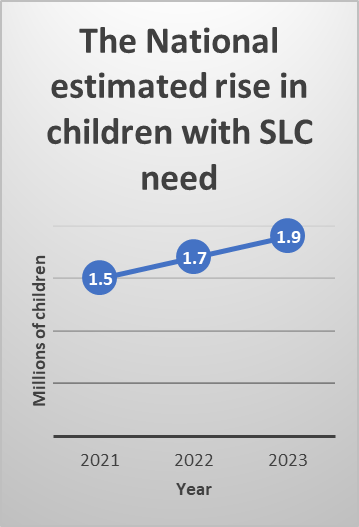 The National
estimated rise in
children with SLC
need
Millions of children
1.5
1.7
1.9
2021 2022 2023
Year